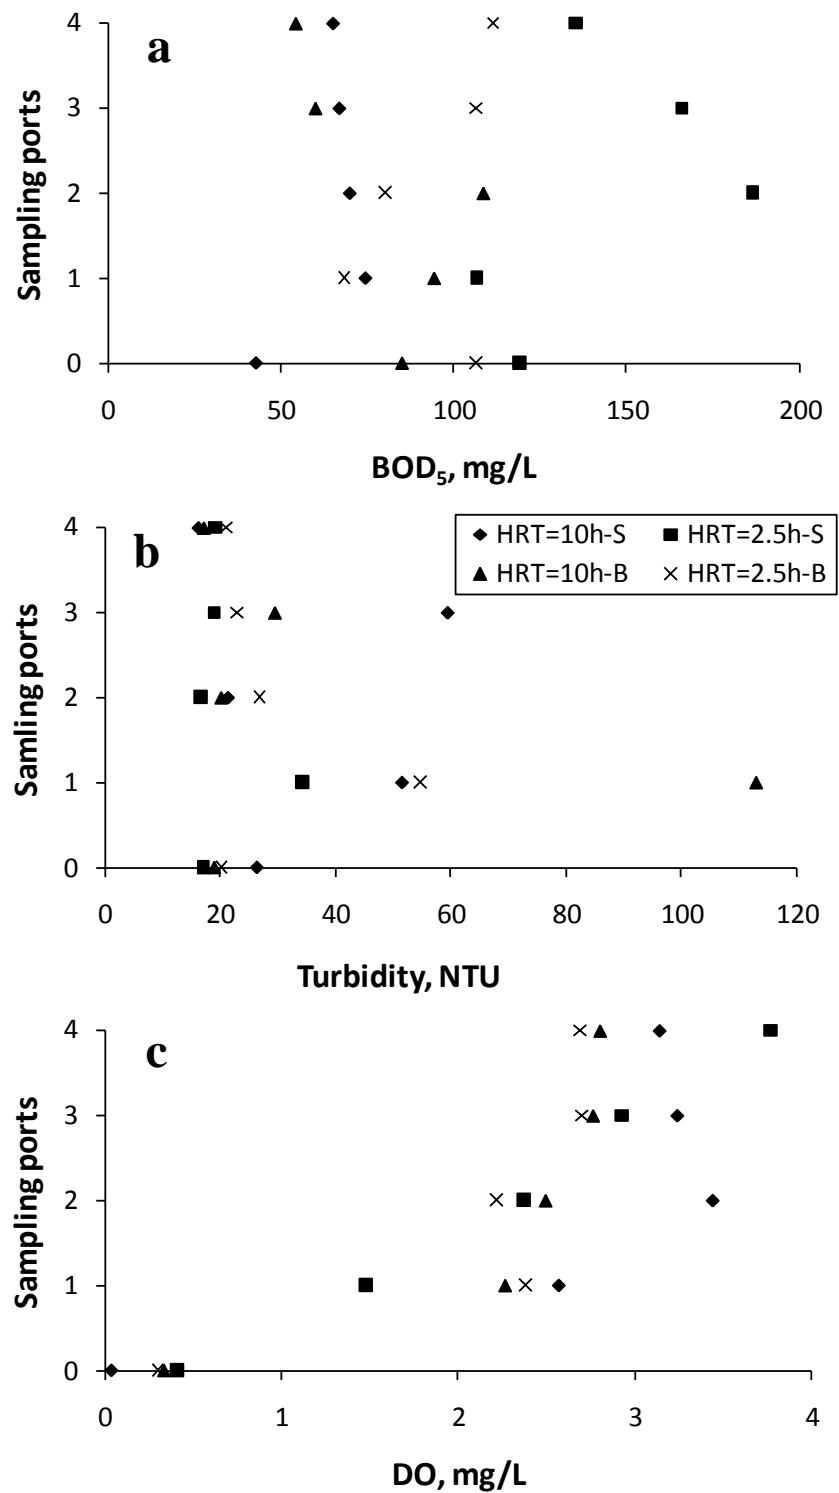 4
a
3
Sampling ports
2
1
0
0 50 100 150 200
BOD₅, mg/L
4
b
HRT=10h-S HRT=2.5h-S
HRT=10h-B HRT=2.5h-B
3
Samling ports
2
1
0
0 20 40 60 80 100 120
Turbidity, NTU
4
c
3
Sampling ports
2
1
0
0 1 2 3 4
DO, mg/L